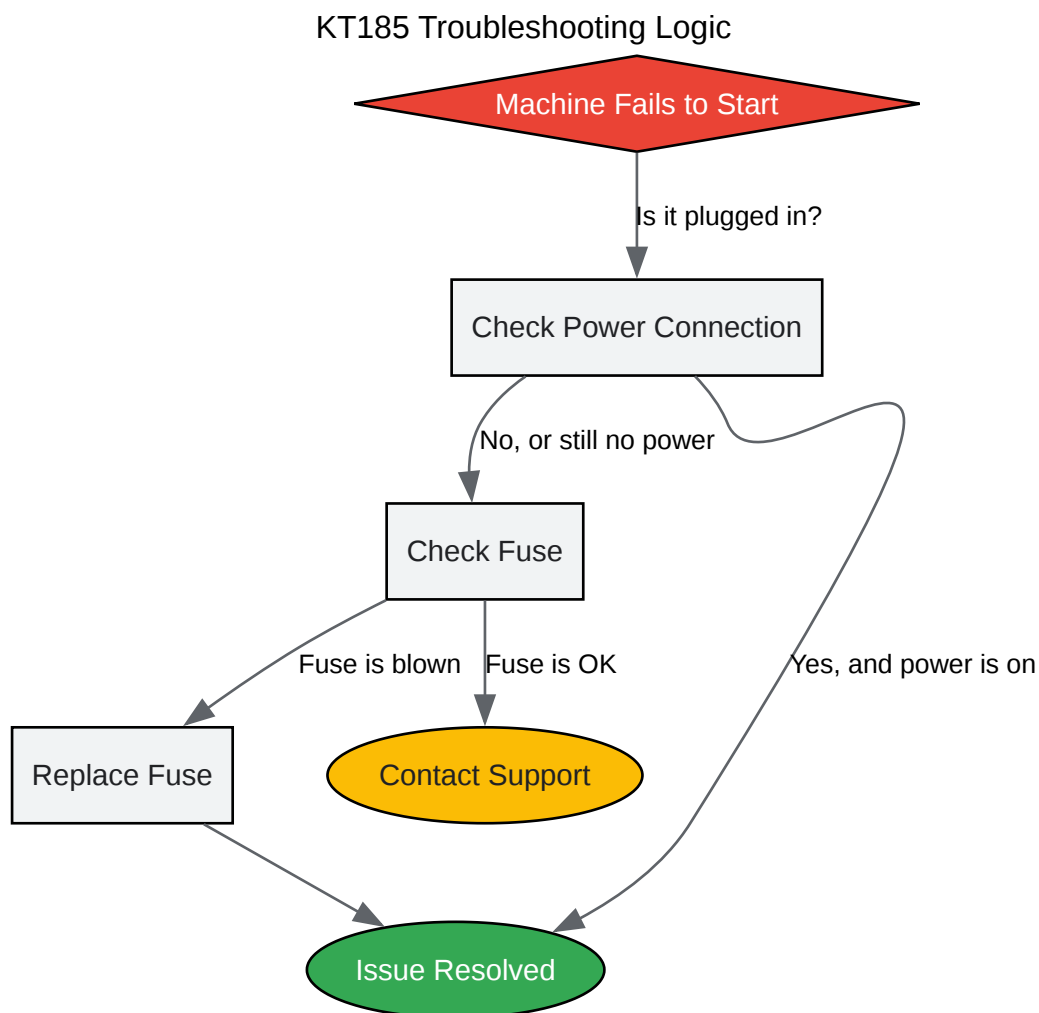 KT185 Troubleshooting Logic
Machine Fails to Start
Is it plugged in?
Check Power Connection
No, or still no power
Check Fuse
Fuse is blown
Fuse is OK
Yes, and power is on
Replace Fuse
Contact Support
Issue Resolved